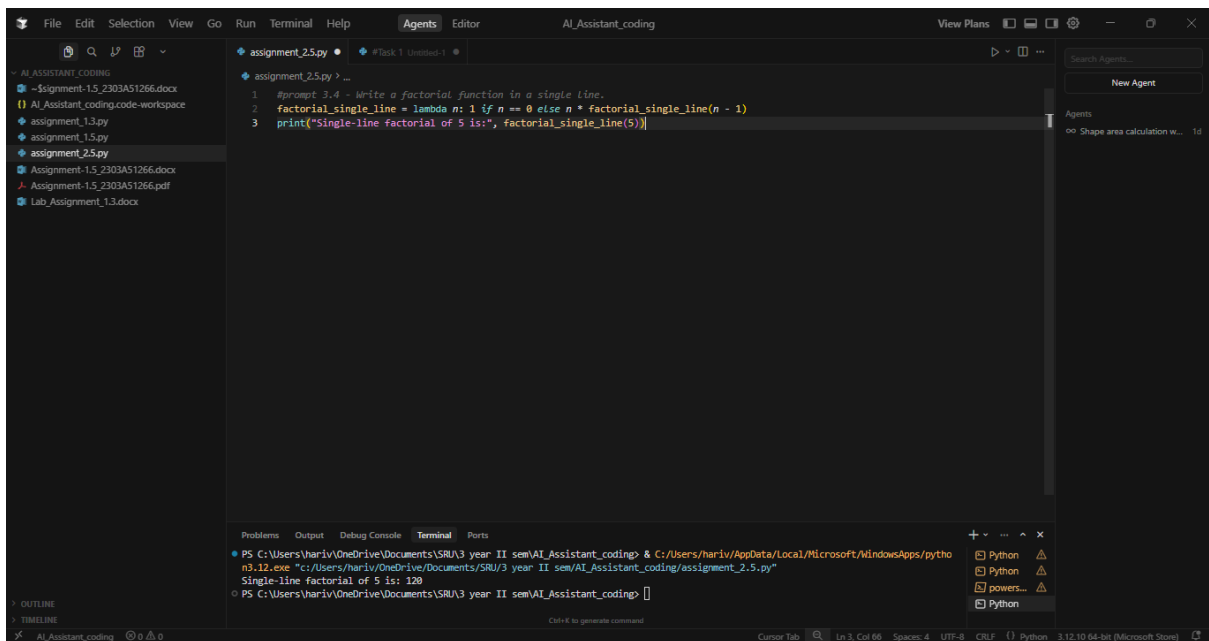 File Edit Selection View Go Run Terminal Help
Agents Editor
AI_Assistant_coding
View Plans
AI_ASSISTANT_CODING
~$signment-1.5_2303A51266.docx
AI_Assistant_coding.code-workspace
assignment_1.3.py
assignment_1.5.py
assignment_2.5.py
Assignment-1.5_2303A51266.docx
Assignment-1.5_2303A51266.pdf
Lab_Assignment_1.3.docx
OUTLINE
TIMELINE
assignment_2.5.py #Task 1 Untitled-1
assignment_2.5.py > ...
1 #prompt 3.4 - Write a factorial function in a single line.
2 factorial_single_line = lambda n: 1 if n == 0 else n * factorial_single_line(n - 1)
3 print("Single-line factorial of 5 is:", factorial_single_line(5))
Problems Output Debug Console Terminal Ports
PS C:\Users\hariv\OneDrive\Documents\SRU\3 year II sem\AI_Assistant_coding> & C:/Users/hariv/AppData/Local/Microsoft/WindowsApps/pytho
n3.12.exe "c:/Users/hariv/OneDrive/Documents/SRU/3 year II sem/AI_Assistant_coding/assignment_2.5.py"
Single-line factorial of 5 is: 120
PS C:\Users\hariv\OneDrive\Documents\SRU\3 year II sem\AI_Assistant_coding>
Ctrl+K to generate command
Python
Python
powers...
Python
Search Agents...
New Agent
Agents
Shape area calculation w... 1d
AI_Assistant_coding 0 0
Cursor Tab Ln 3, Col 66 Spaces: 4 UTF-8 CRLF {} Python 3.12.10 64-bit (Microsoft Store)